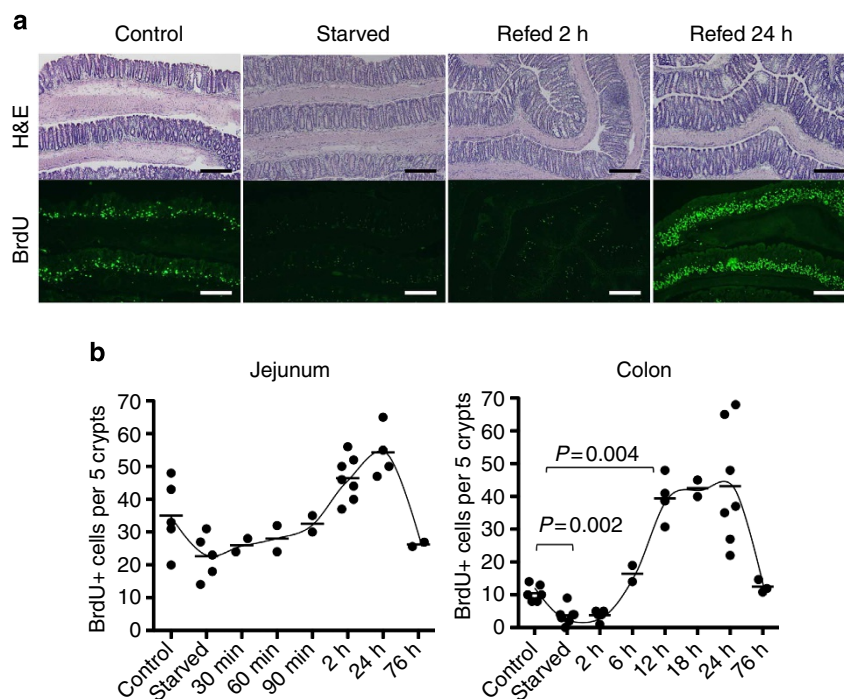 a
Control Starved Refed 2 h Refed 24 h
H&E
BrdU
b
Jejunum
BrdU+ cells per 5 crypts
70
60
50
40
30
20
10
0
Control Starved 30 min 60 min 90 min 2 h 24 h 76 h
Colon
BrdU+ cells per 5 crypts
70
60
50
40
30
20
10
0
P=0.004
P=0.002
Control Starved 2 h 6 h 12 h 18 h 24 h 76 h